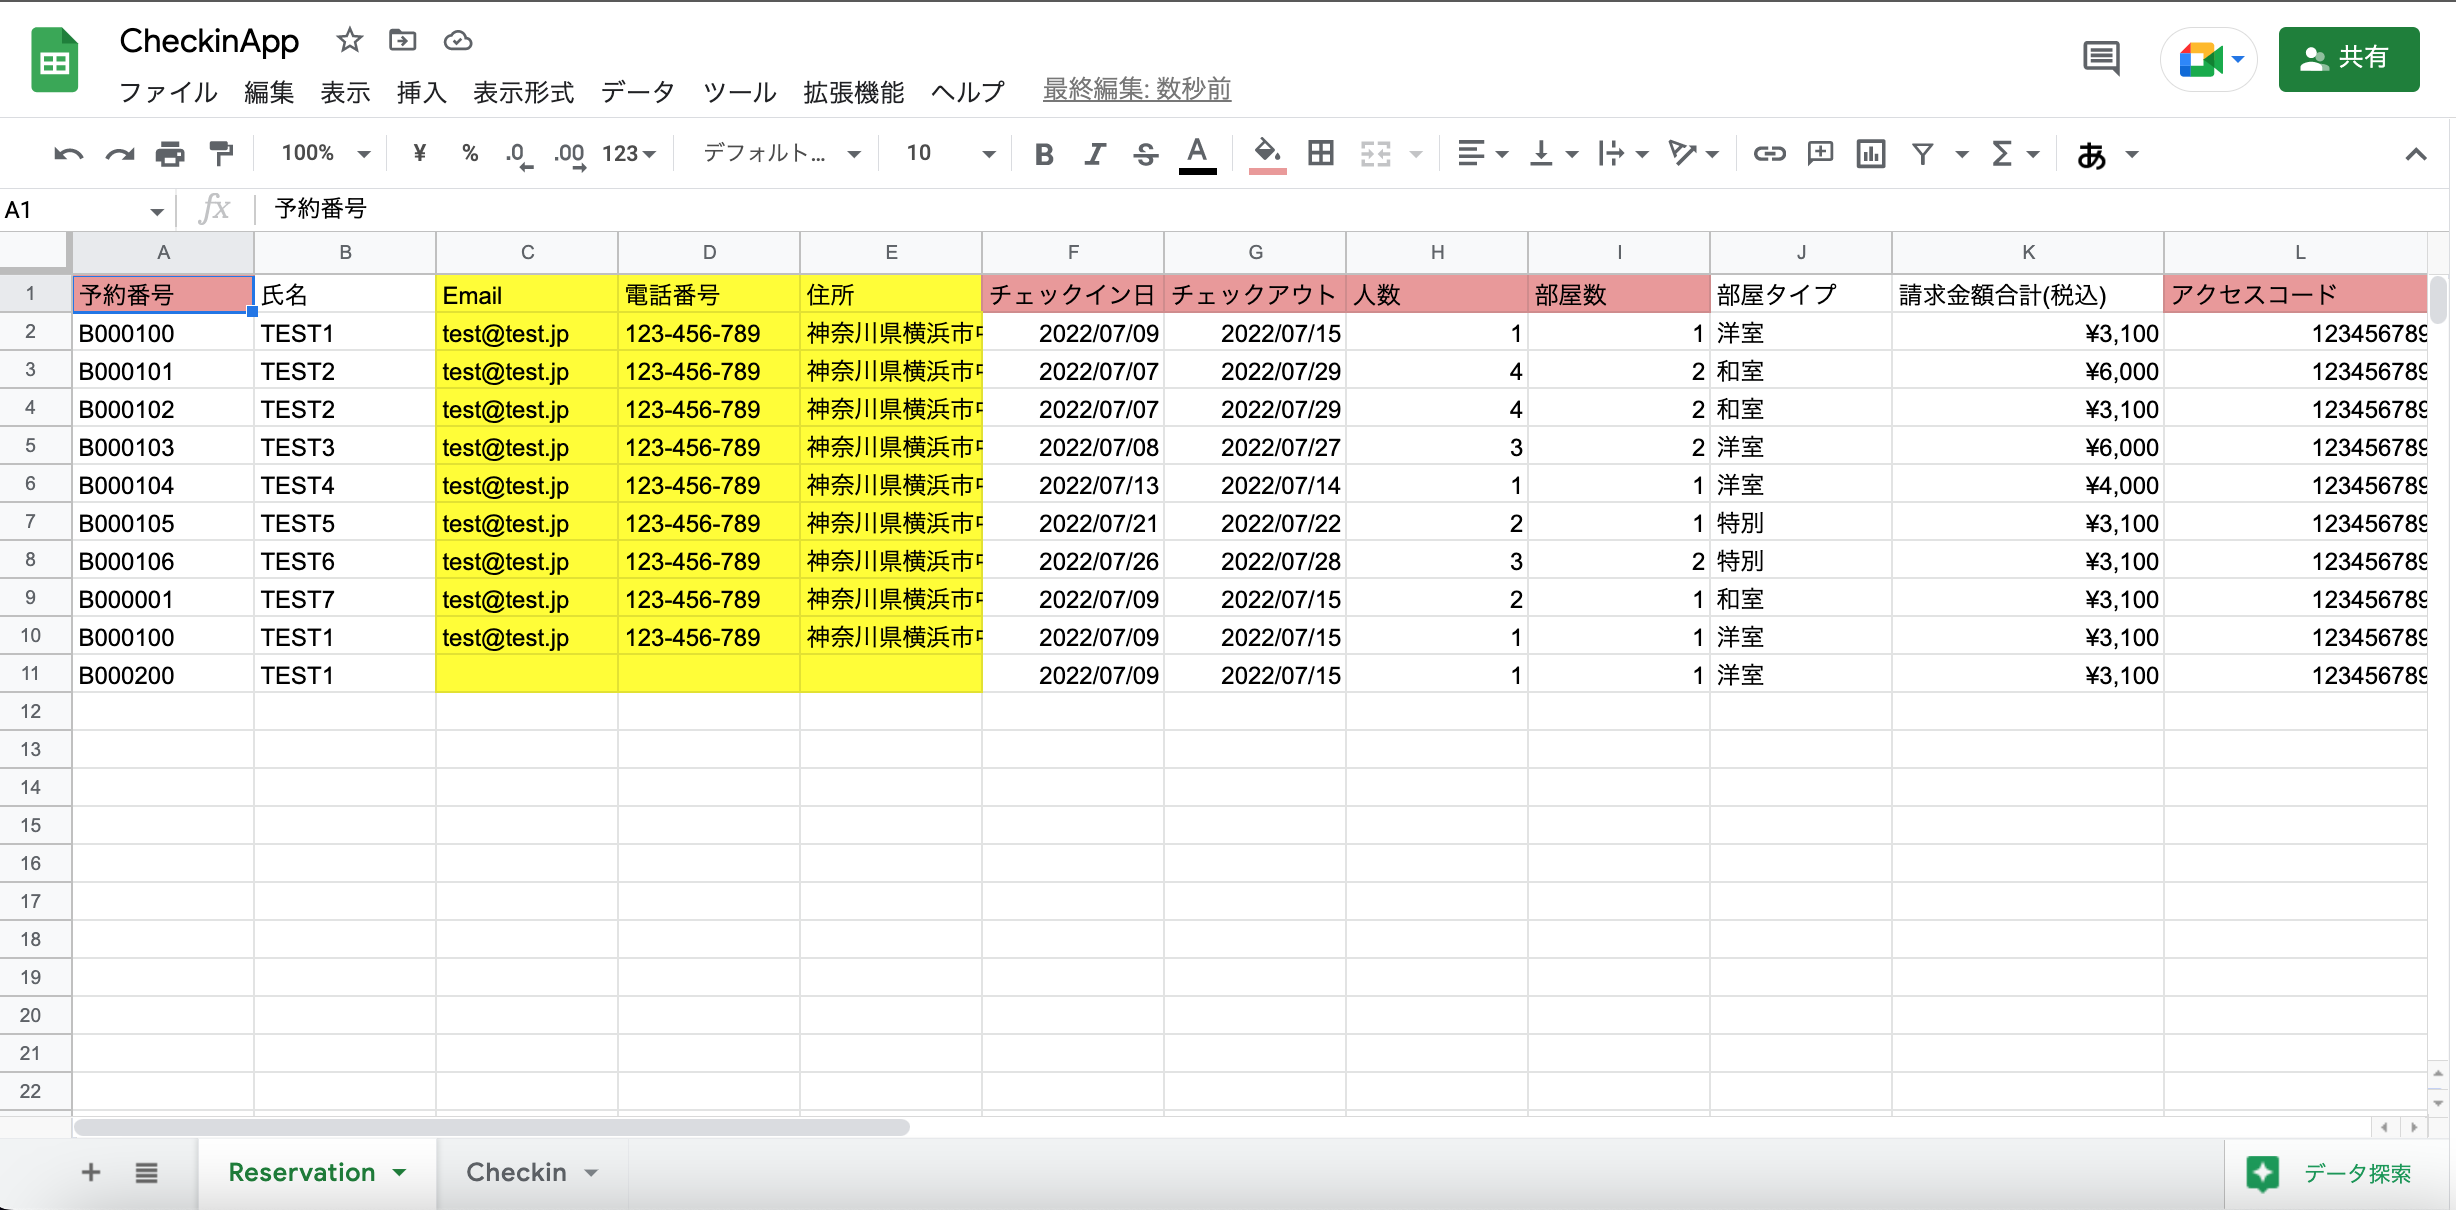 CheckinApp
ファイル 編集 表示 挿入 表示形式 データ ツール 拡張機能 ヘルプ 最終編集: 数秒前
共有
100% ¥ % .0 .00 123 デフォルト... 10 B I S A あ
A1 fx 予約番号
A B C D E F G H I J K L
1 予約番号 氏名 Email 電話番号 住所 チェックイン日 チェックアウト 人数 部屋数 部屋タイプ 請求金額合計(税込) アクセスコード
2 B000100 TEST1 test@test.jp 123-456-789 神奈川県横浜市 2022/07/09 2022/07/15 1 1 洋室 ¥3,100 123456789
3 B000101 TEST2 test@test.jp 123-456-789 神奈川県横浜市 2022/07/07 2022/07/29 4 2 和室 ¥6,000 123456789
4 B000102 TEST2 test@test.jp 123-456-789 神奈川県横浜市 2022/07/07 2022/07/29 4 2 和室 ¥3,100 123456789
5 B000103 TEST3 test@test.jp 123-456-789 神奈川県横浜市 2022/07/08 2022/07/27 3 2 洋室 ¥6,000 123456789
6 B000104 TEST4 test@test.jp 123-456-789 神奈川県横浜市 2022/07/13 2022/07/14 1 1 洋室 ¥4,000 123456789
7 B000105 TEST5 test@test.jp 123-456-789 神奈川県横浜市 2022/07/21 2022/07/22 2 1 特別 ¥3,100 123456789
8 B000106 TEST6 test@test.jp 123-456-789 神奈川県横浜市 2022/07/26 2022/07/28 3 2 特別 ¥3,100 123456789
9 B000001 TEST7 test@test.jp 123-456-789 神奈川県横浜市 2022/07/09 2022/07/15 2 1 和室 ¥3,100 123456789
10 B000100 TEST1 test@test.jp 123-456-789 神奈川県横浜市 2022/07/09 2022/07/15 1 1 洋室 ¥3,100 123456789
11 B000200 TEST1 2022/07/09 2022/07/15 1 1 洋室 ¥3,100 123456789
12
13
14
15
16
17
18
19
20
21
22
Reservation Checkin データ探索